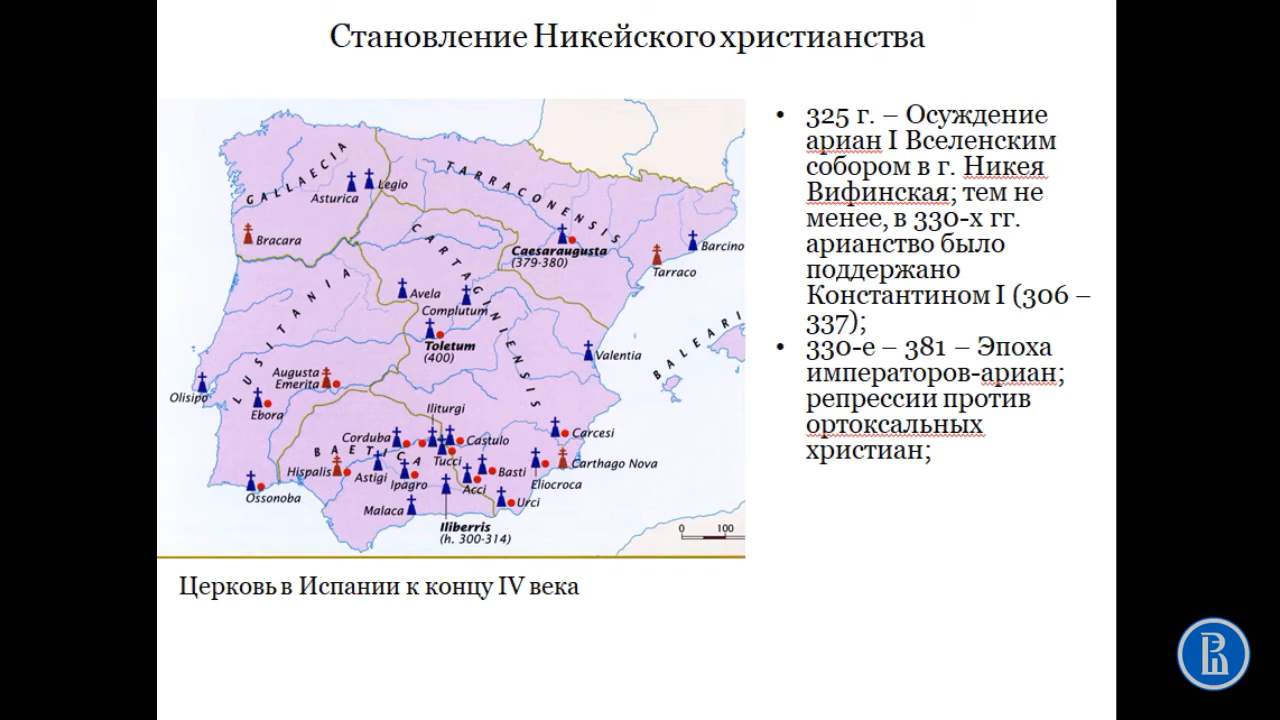 Становление Никейского христианства
GALLAECIA
TARRACONENSIS
Legio
Asturica
Bracara
CARTAGINIENSIS
Caesaraugusta
(379-380)
Barcino
Tarraco
LUSITANIA
Avela
Complutum
Toletum
(400)
Valentia
BALEARI
Augusta
Emerita
Olisipo
Ebora
Iliturgi
Corduba
Castulo
Carcesi
BAETICA
Tucci
Hispalis
Astigi
Ipagro
Basti
Carthago Nova
Acci
Eliocroca
Ossonoba
Malaca
Urci
Iliberris
(h. 300-314)
0 100
Церковь в Испании к концу IV века
• 325 г. – Осуждение
ариан I Вселенским
собором в г. Никея
Вифинская; тем не
менее, в 330-х гг.
арианство было
поддержано
Константином I (306 –
337);
• 330-е – 381 – Эпоха
императоров-ариан;
репрессии против
ортоксальных
христиан;